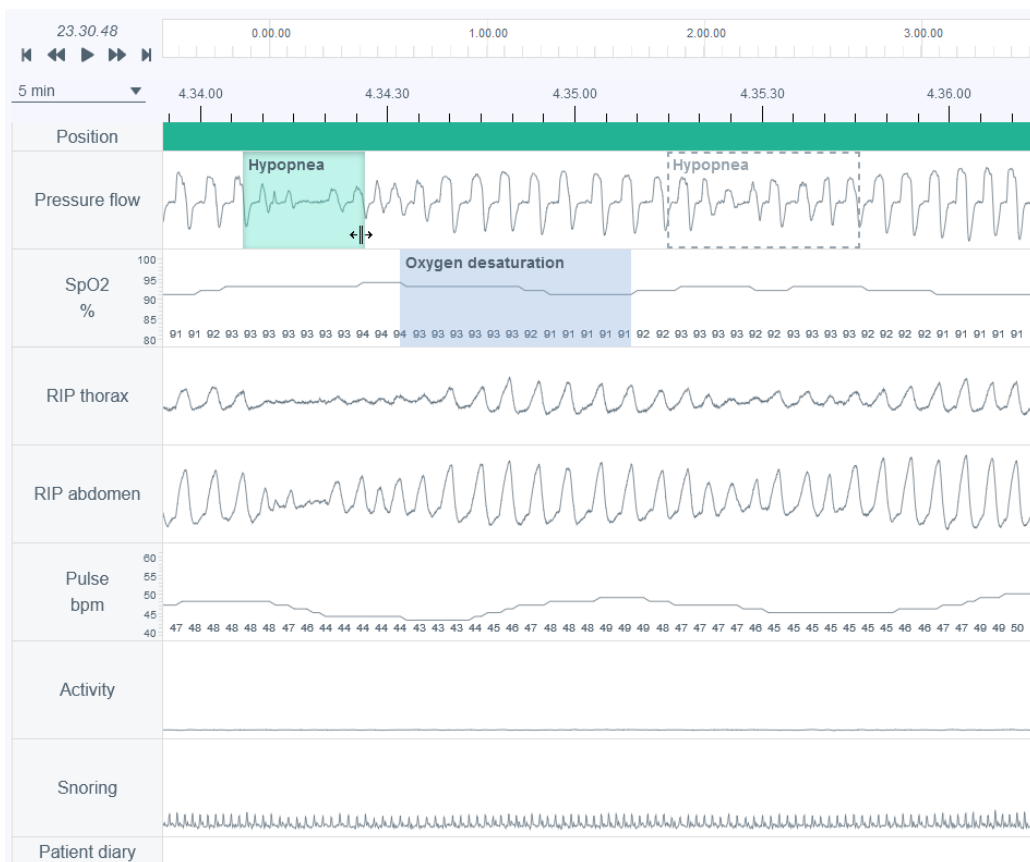 23.30.48
0.00.00 1.00.00 2.00.00 3.00.00
5 min
4.34.00 4.34.30 4.35.00 4.35.30 4.36.00
Position
Pressure flow
Hypopnea Hypopnea
SpO2
%
100
95
90
85
80
Oxygen desaturation
91 91 92 93 93 93 93 93 93 93 94 94 94 93 93 93 93 93 93 92 91 91 91 91 91 92 92 93 93 93 93 92 92 93 93 93 93 92 92 92 92 91 91 91 91 91
RIP thorax
RIP abdomen
Pulse
bpm
60
55
50
45
40
47 48 48 48 48 48 47 46 44 44 44 44 44 43 43 43 44 45 46 47 48 48 48 49 49 49 48 47 47 47 47 46 45 45 45 45 45 45 45 46 46 47 47 49 49 50
Activity
Snoring
Patient diary